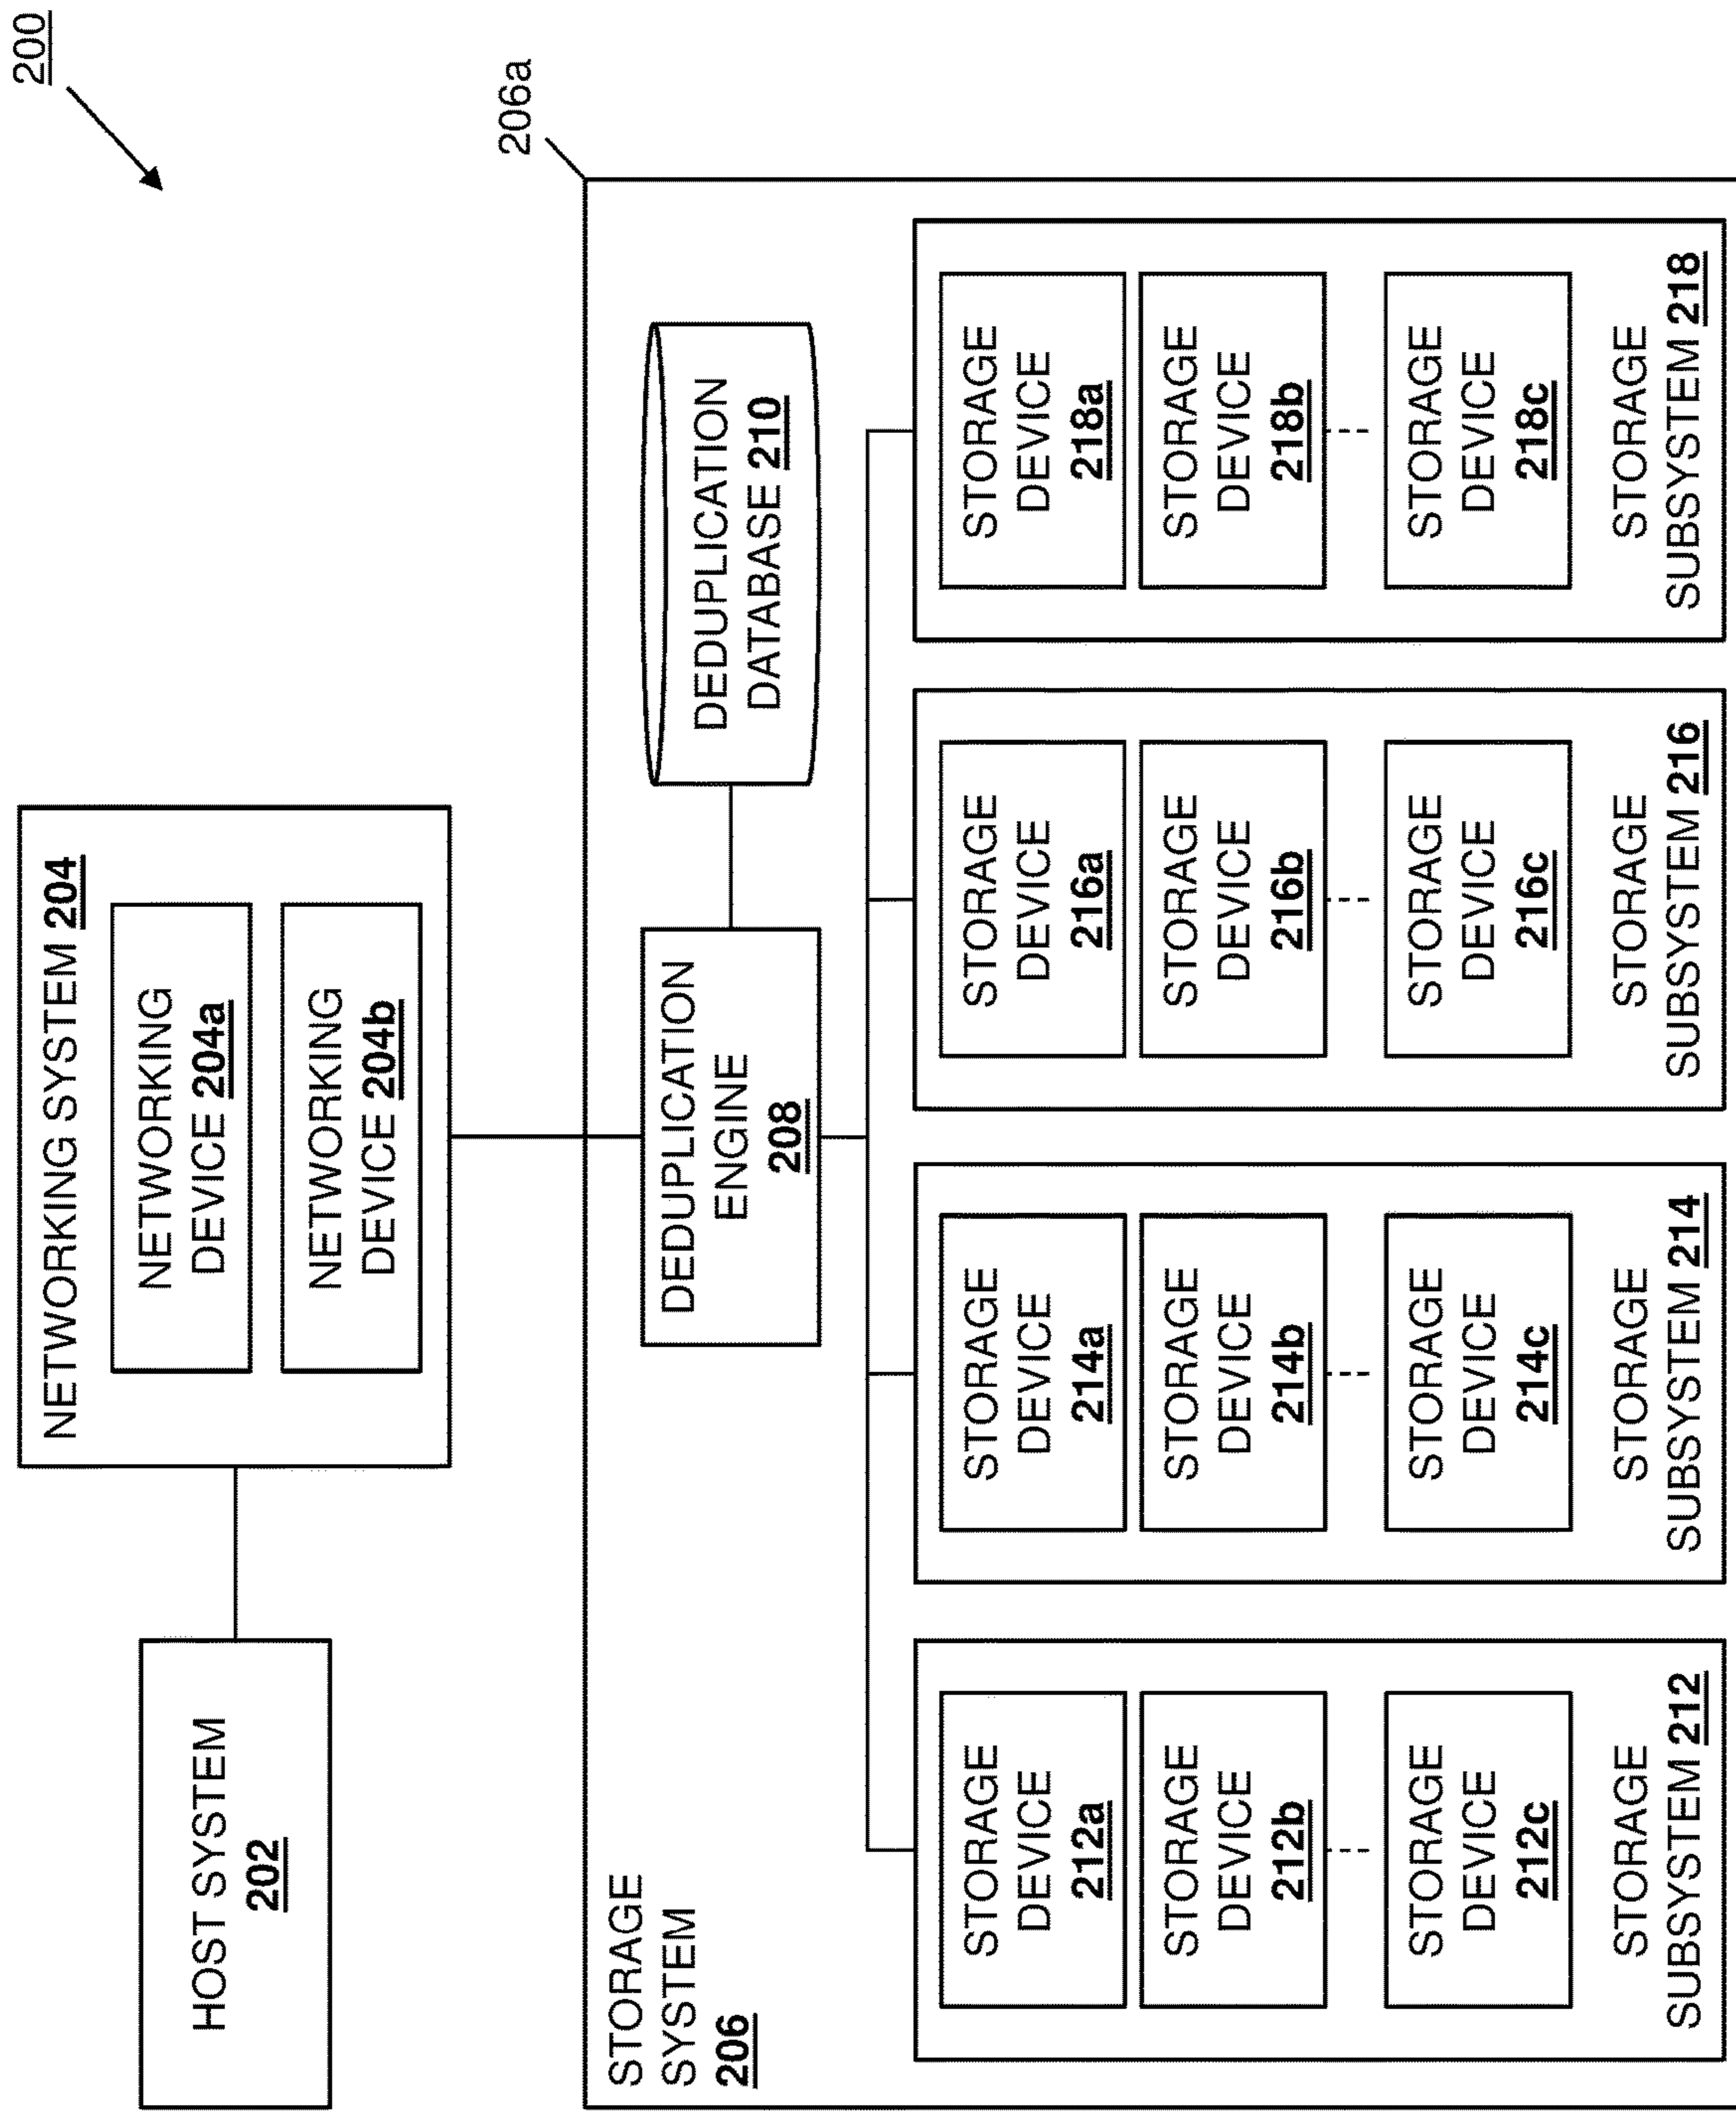 200
HOST SYSTEM
202
NETWORKING SYSTEM 204
NETWORKING
DEVICE 204a
NETWORKING
DEVICE 204b
206a
STORAGE
SYSTEM
206
DEDUPLICATION
ENGINE
208
DEDUPLICATION
DATABASE 210
STORAGE
DEVICE
212a
STORAGE
DEVICE
212b
STORAGE
DEVICE
212c
STORAGE
SUBSYSTEM 212
STORAGE
DEVICE
214a
STORAGE
DEVICE
214b
STORAGE
DEVICE
214c
STORAGE
SUBSYSTEM 214
STORAGE
DEVICE
216a
STORAGE
DEVICE
216b
STORAGE
DEVICE
216c
STORAGE
SUBSYSTEM 216
STORAGE
DEVICE
218a
STORAGE
DEVICE
218b
STORAGE
DEVICE
218c
STORAGE
SUBSYSTEM 218